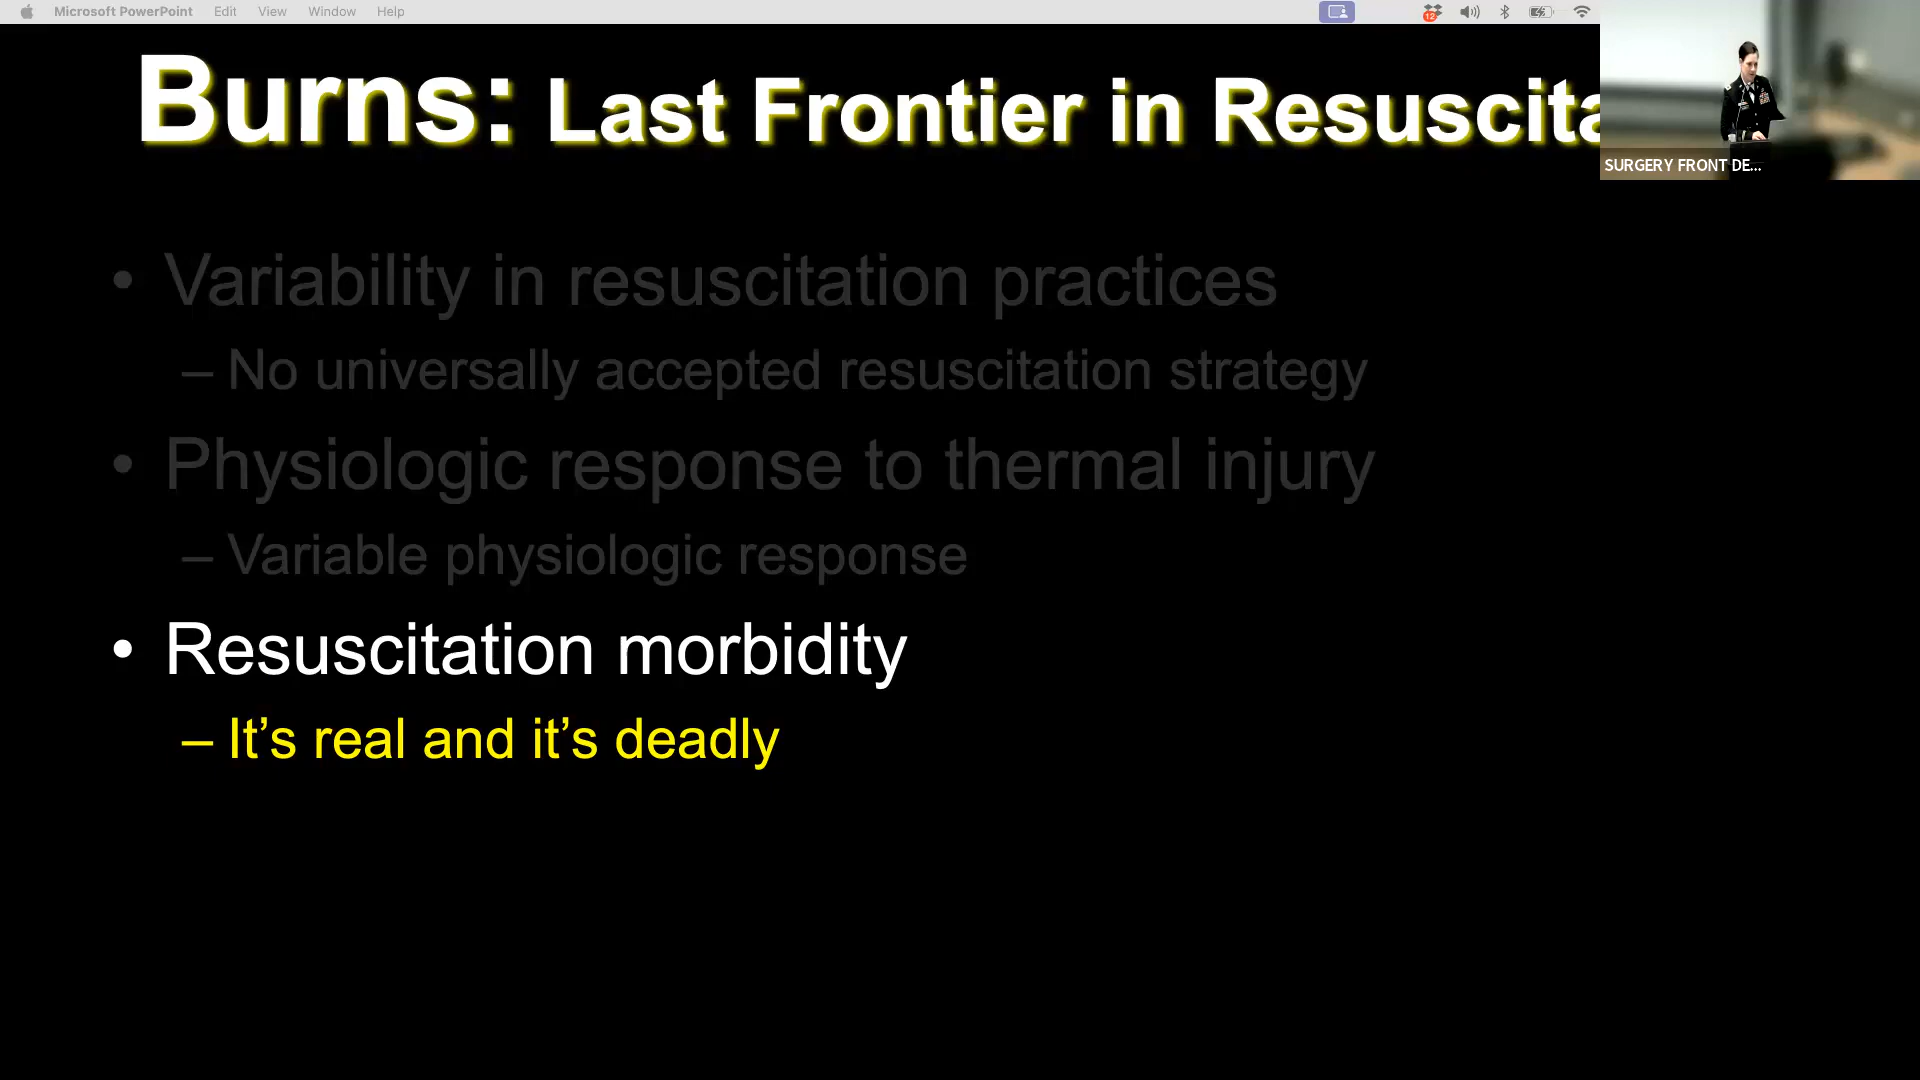 Microsoft PowerPoint Edit View Window Help
12
Burns: Last Frontier in Resuscita
SURGERY FRONT DE...
• Variability in resuscitation practices
– No universally accepted resuscitation strategy
• Physiologic response to thermal injury
– Variable physiologic response
• Resuscitation morbidity
– It’s real and it’s deadly